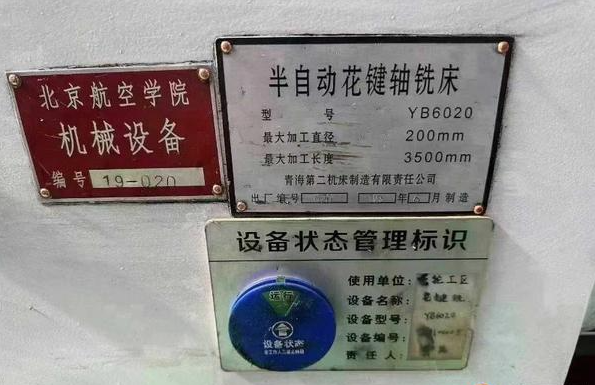 北京航空学院
机械设备
编号 19-020
半自动花键轴铣床
型 号 YB6020
最大加工直径 200mm
最大加工长度 3500mm
青海第二机床制造有限责任公司
出厂编号 年 月制造
设备状态管理标识
运行
设备状态
使用单位：
设备名称： 花键铣
设备型号： YB6020
设备编号：
责任人：